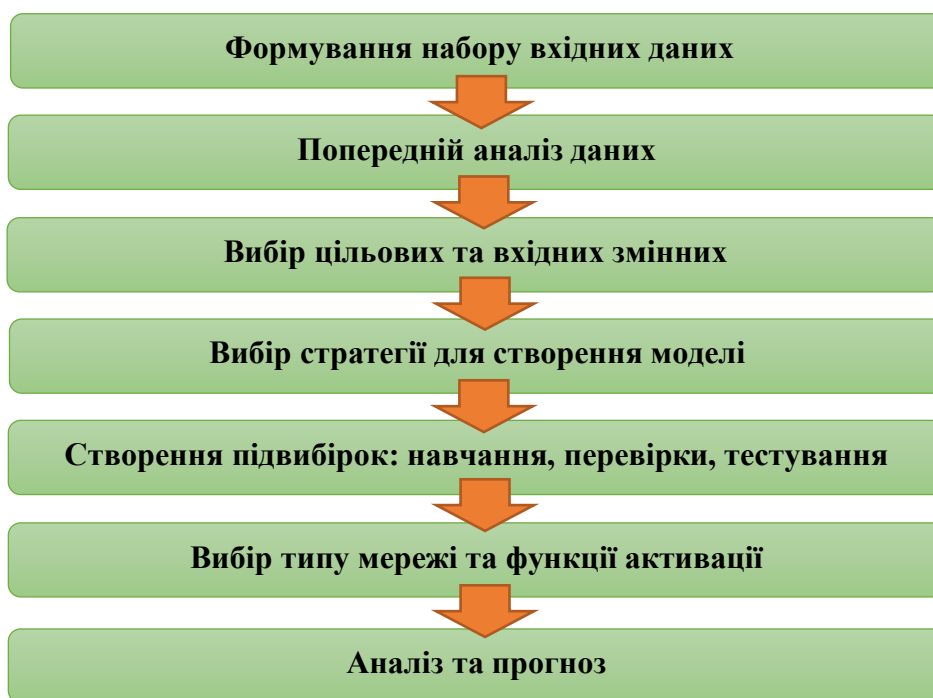 Формування набору вхідних даних
Попередній аналіз даних
Вибір цільових та вхідних змінних
Вибір стратегії для створення моделі
Створення підвибірок: навчання, перевірки, тестування
Вибір типу мережі та функції активації
Аналіз та прогноз